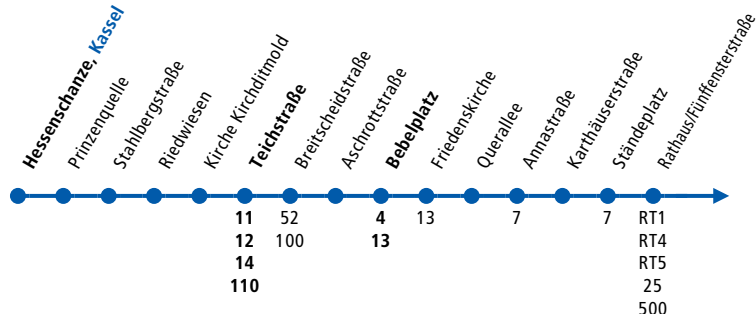 Hessenschanze, Kassel
Prinzenquelle
Stahlbergstraße
Riedwiesen
Kirche Kirchditmold
Teichstraße
Breitscheidstraße
Aschrottstraße
Bebelplatz
Friedenskirche
Querallee
Annastraße
Karthäuserstraße
Ständeplatz
Rathaus/Fünffensterstraße
11 52 4 13 7 7 RT1
12 100 13 RT4
14 RT5
110 25
500